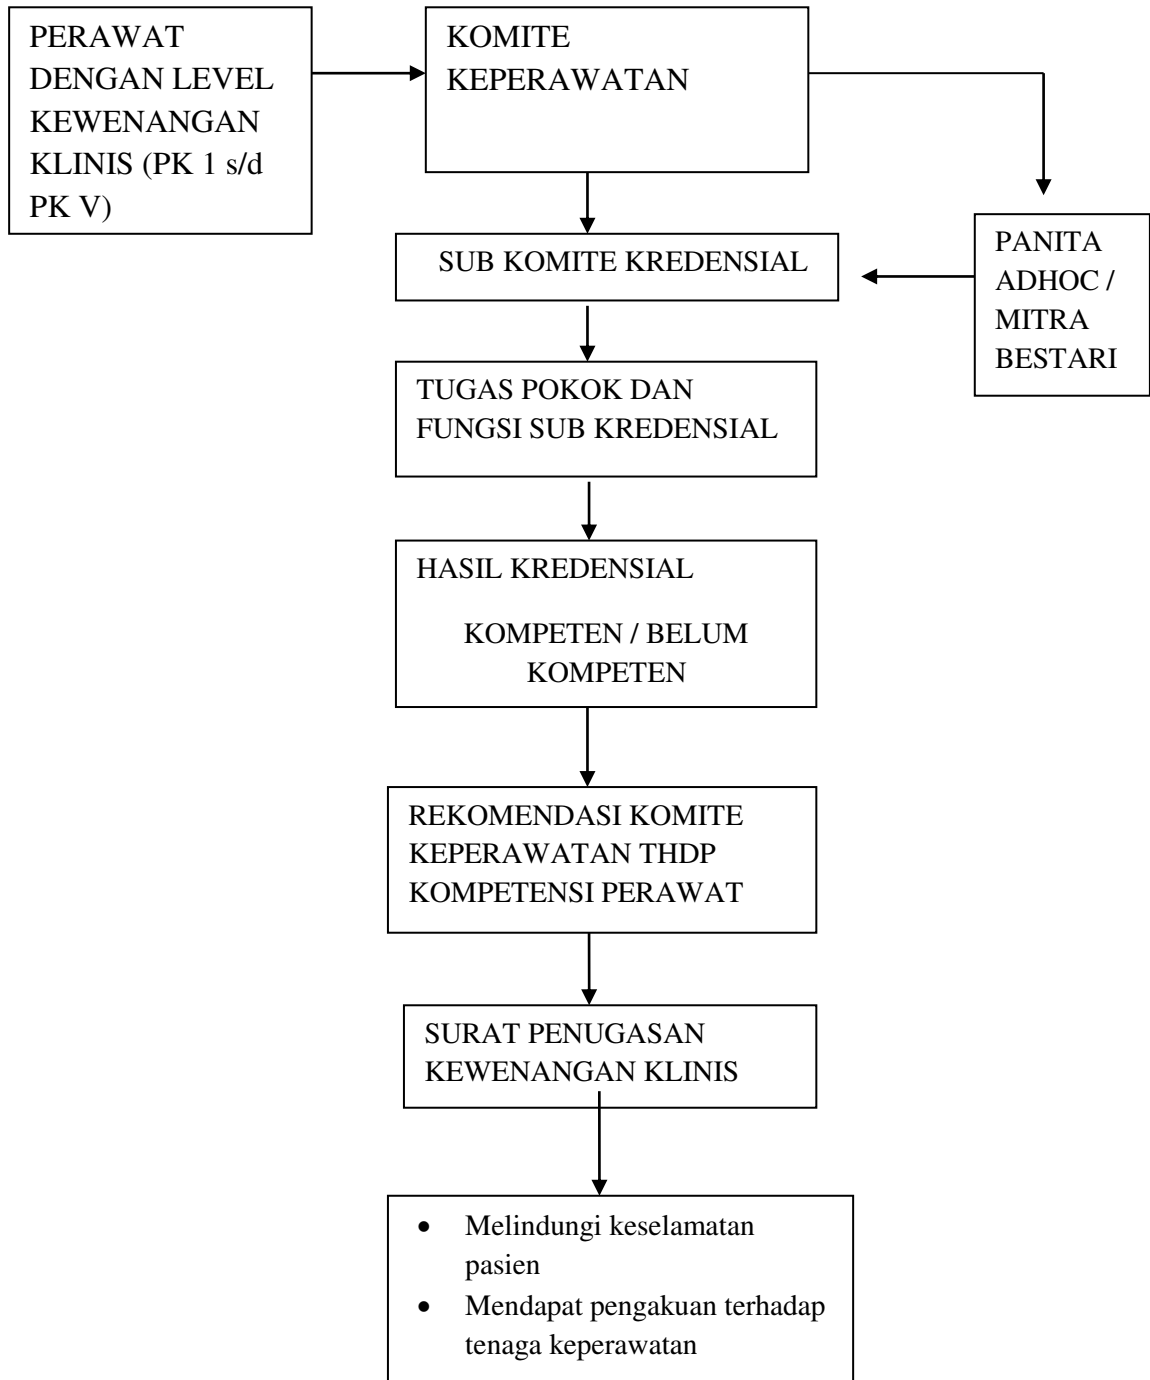 PERAWAT
DENGAN LEVEL
KEWENANGAN
KLINIS (PK 1 s/d
PK V)
KOMITE
KEPERAWATAN
SUB KOMITE KREDENSIAL
PANITA
ADHOC /
MITRA
BESTARI
TUGAS POKOK DAN
FUNGSI SUB KREDENSIAL
HASIL KREDENSIAL
KOMPETEN / BELUM
KOMPETEN
REKOMENDASI KOMITE
KEPERAWATAN THDP
KOMPETENSI PERAWAT
SURAT PENUGASAN
KEWENANGAN KLINIS
• Melindungi keselamatan
pasien
• Mendapat pengakuan terhadap
tenaga keperawatan